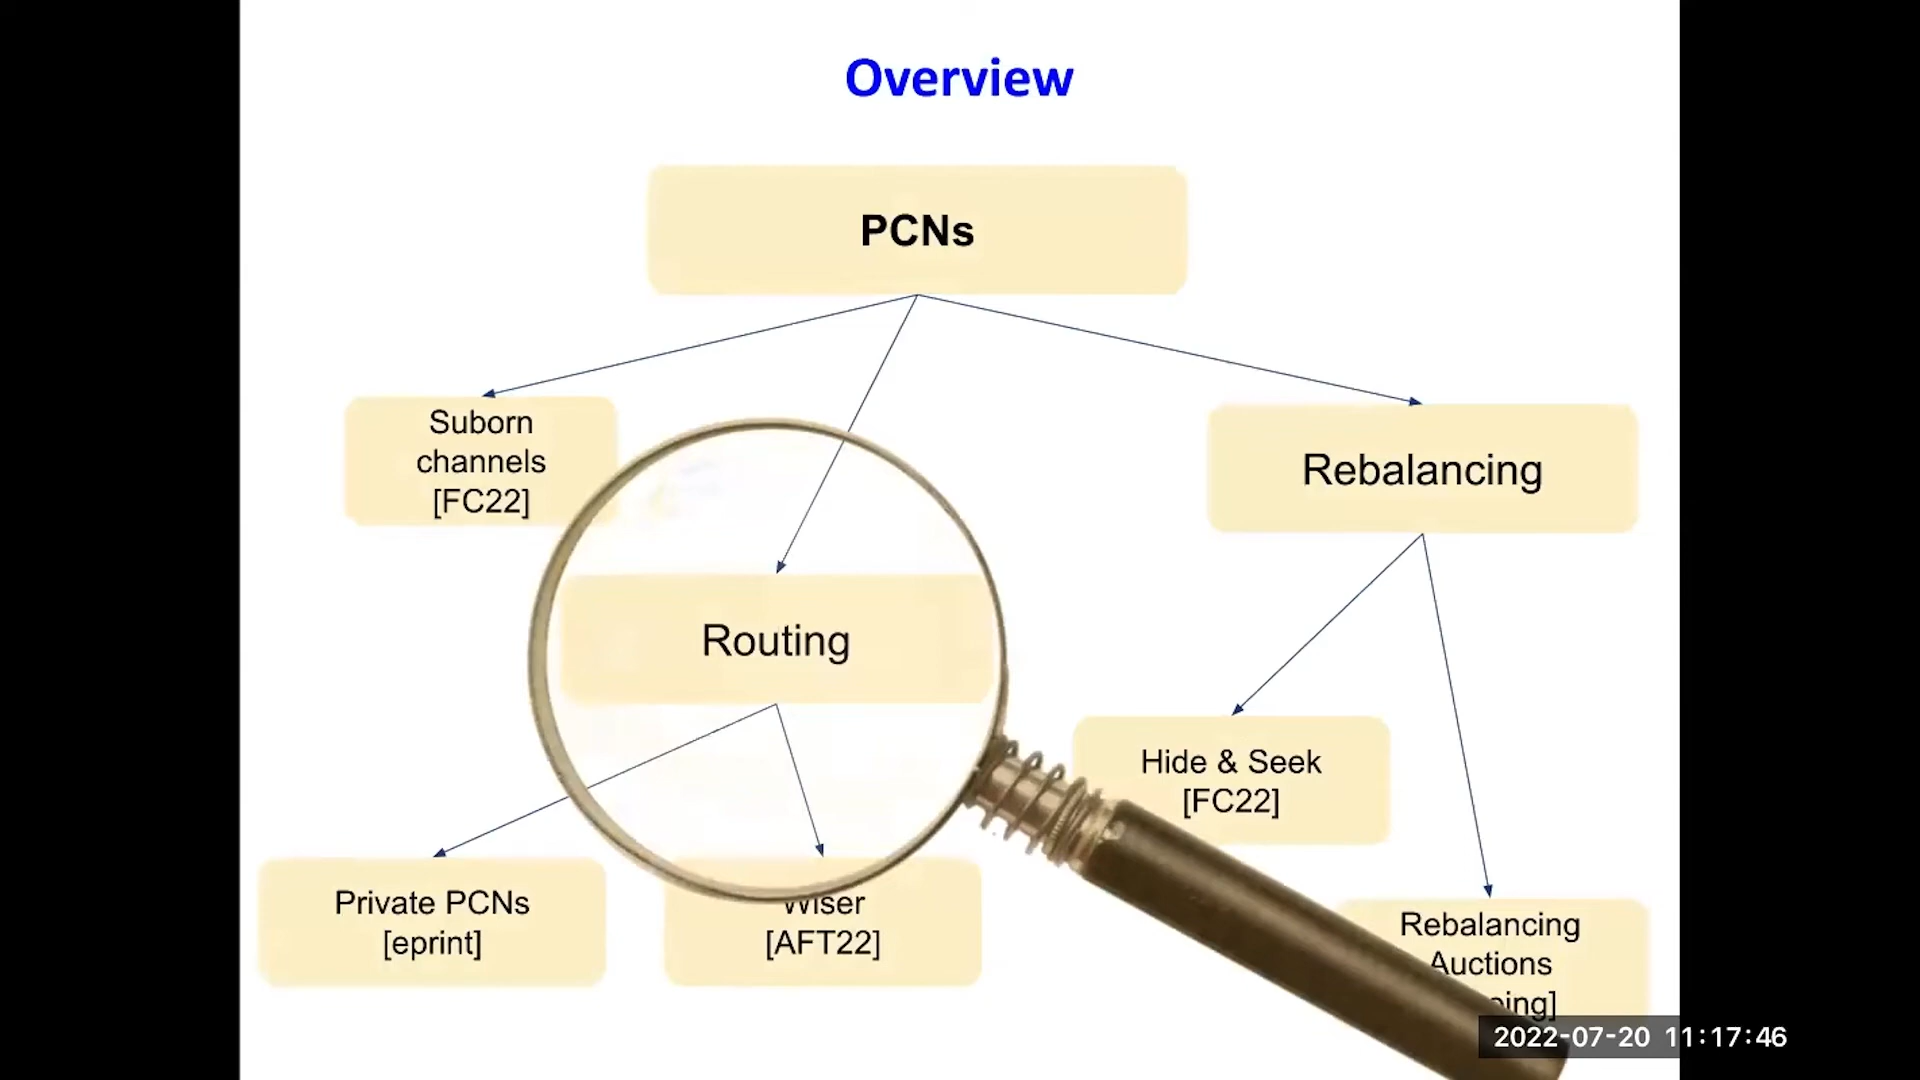 Overview
PCNs
Suborn
channels
[FC22]
Rebalancing
Routing
Hide & Seek
[FC22]
Private PCNs
[eprint]
Wiser
[AFT22]
Rebalancing
Auctions
2022-07-20 11:17:46